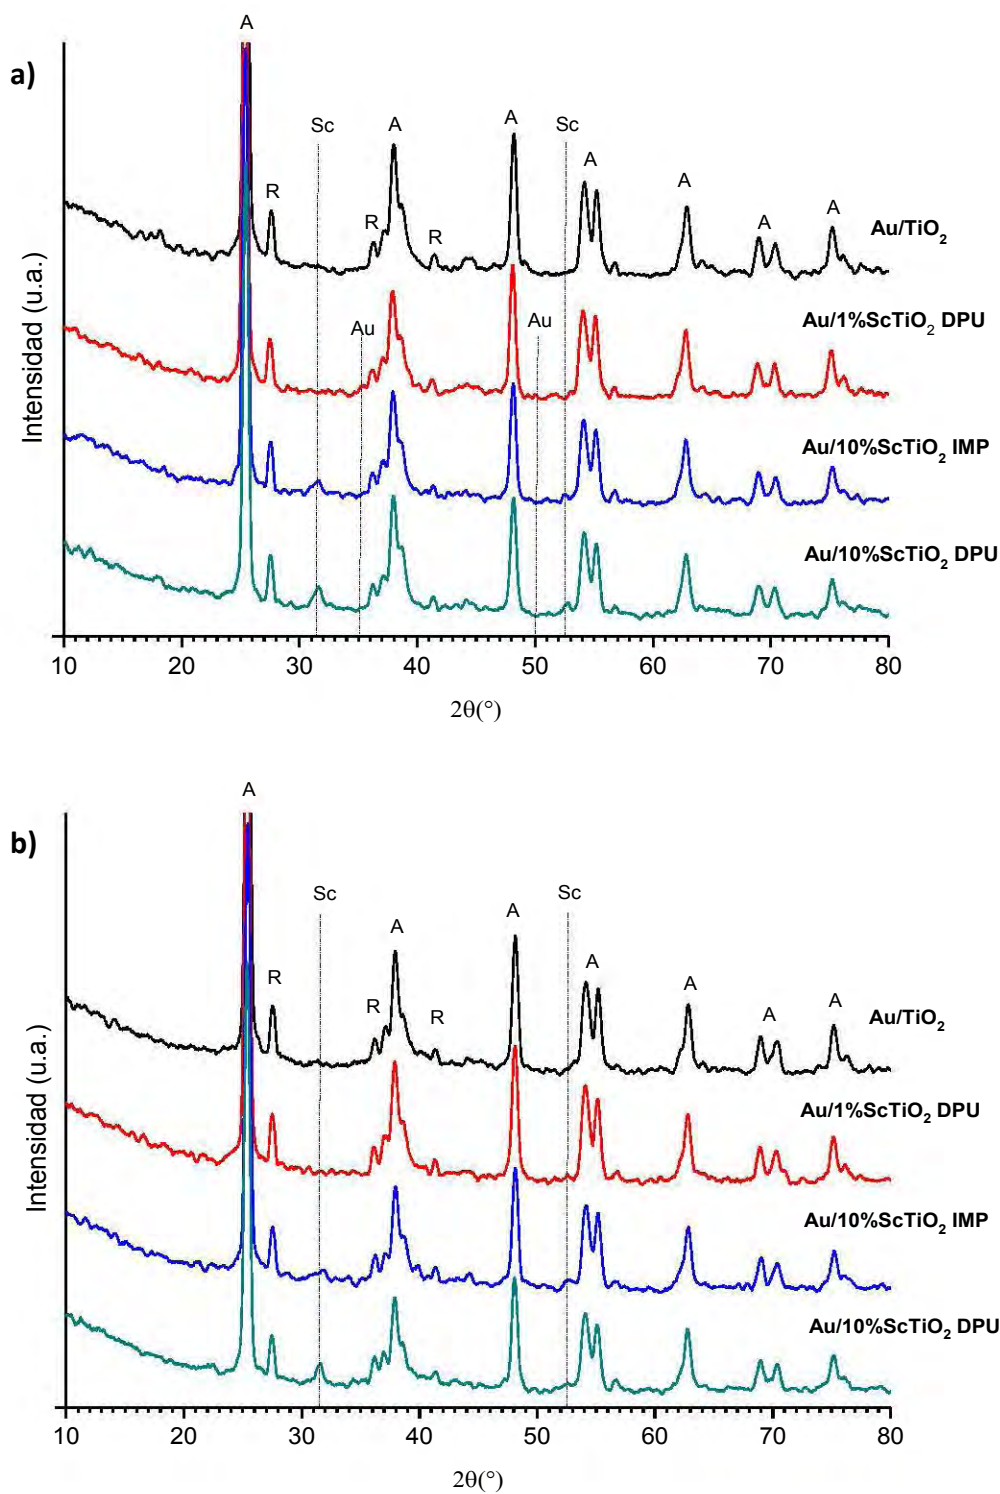 a)
A
Sc
A
A
Sc
A
R
A
R
R
A
A
Au/TiO2
Au
Au
Au/1%ScTiO2 DPU
Au/10%ScTiO2 IMP
Au/10%ScTiO2 DPU
Intensidad (u.a.)
10 20 30 40 50 60 70 80
2θ(°)
b)
A
Sc
A
A
Sc
A
R
R
R
A
A
A
Au/TiO2
Au/1%ScTiO2 DPU
Au/10%ScTiO2 IMP
Au/10%ScTiO2 DPU
Intensidad (u.a.)
10 20 30 40 50 60 70 80
2θ(°)